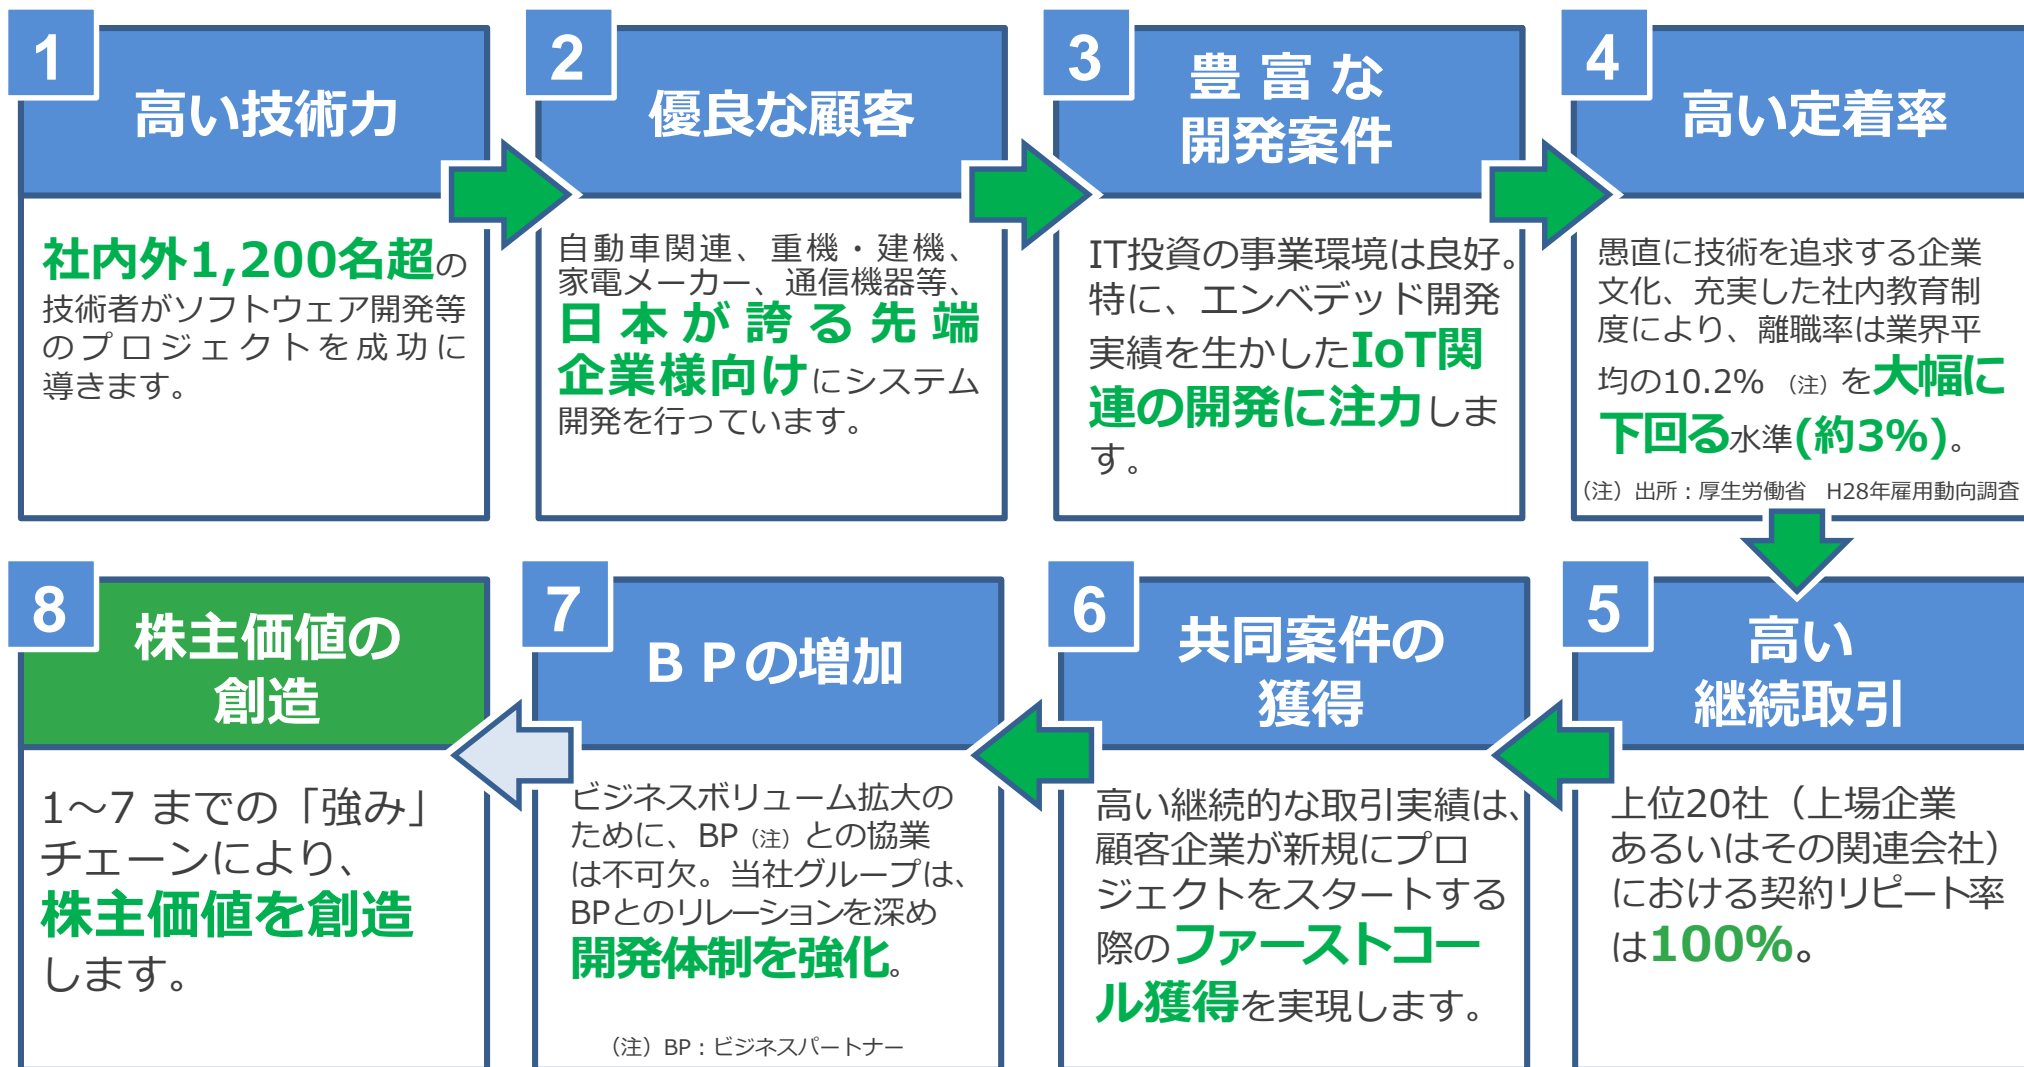 1
高い技術力
社内外1,200名超の
技術者がソフトウェア開発等
のプロジェクトを成功に
導きます。
2
優良な顧客
自動車関連、重機・建機、
家電メーカー、通信機器等、
日本が誇る先端
企業様向けにシステム
開発を行っています。
3
豊富な
開発案件
IT投資の事業環境は良好。
特に、エンベデッド開発
実績を生かしたIoT関
連の開発に注力しま
す。
4
高い定着率
愚直に技術を追求する企業
文化、充実した社内教育制
度により、離職率は業界平
均の10.2% （注）を大幅に
下回る水準(約3%)。
（注）出所：厚生労働省　H28年雇用動向調査
5
高い
継続取引
上位20社（上場企業
あるいはその関連会社）
における契約リピート率
は100%。
6
共同案件の
獲得
高い継続的な取引実績は、
顧客企業が新規にプロ
ジェクトをスタートする
際のファーストコー
ル獲得を実現します。
7
ＢＰの増加
ビジネスボリューム拡大の
ために、BP（注）との協業
は不可欠。当社グループは、
BPとのリレーションを深め
開発体制を強化。
（注）BP：ビジネスパートナー
8
株主価値の
創造
1～7 までの「強み」
チェーンにより、
株主価値を創造
します。